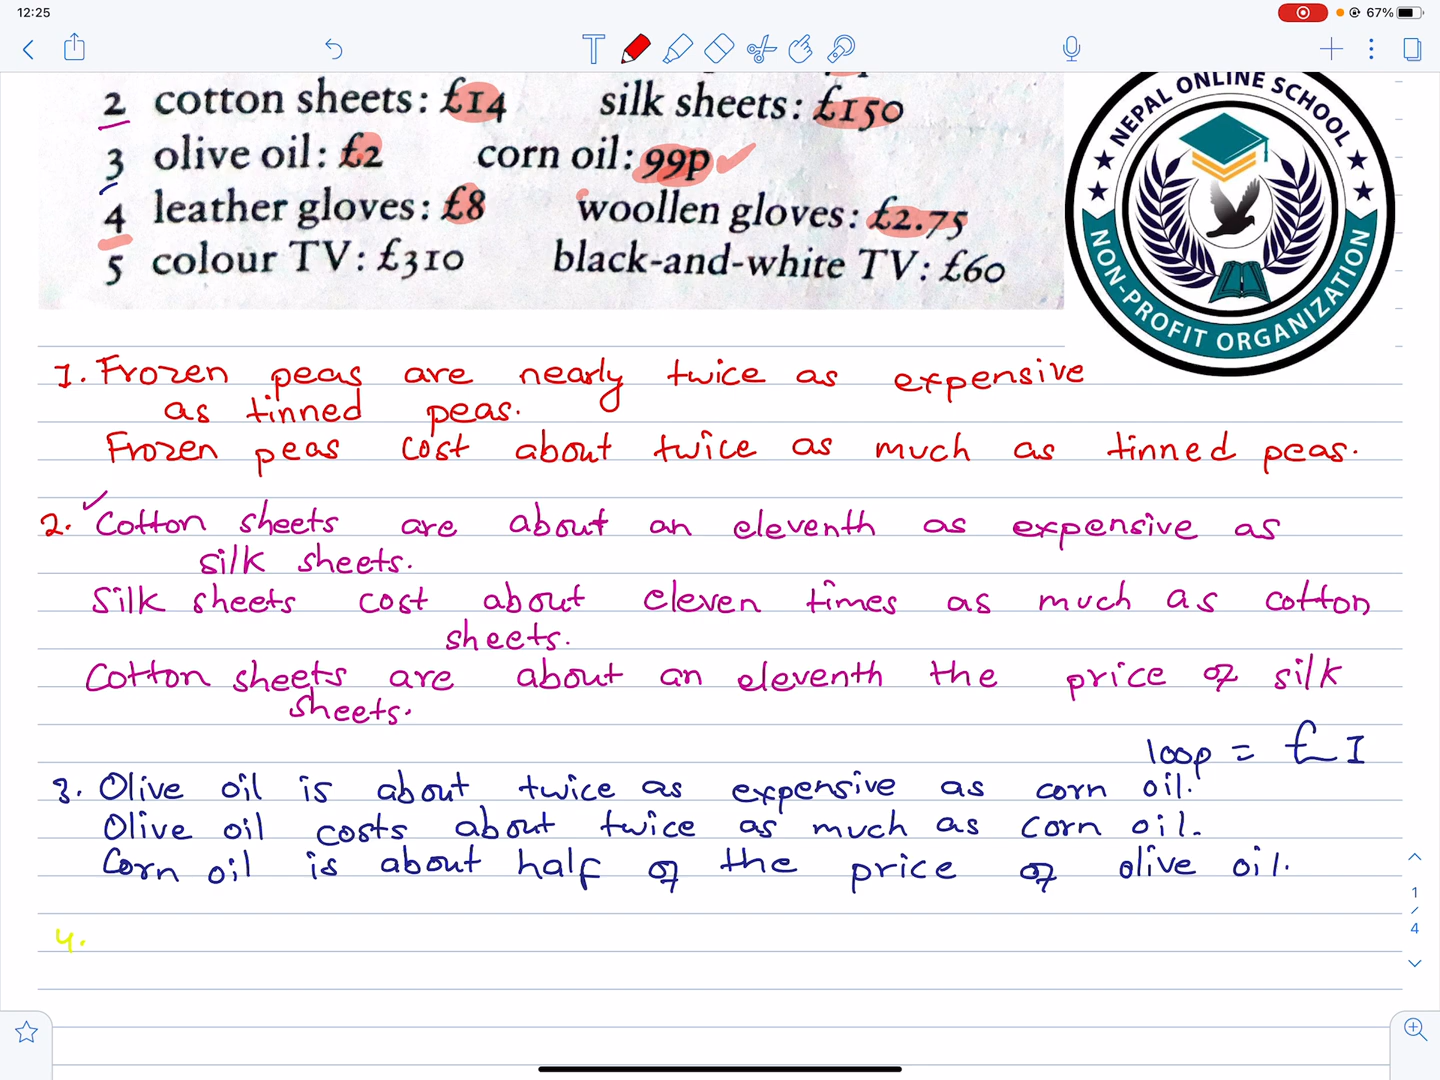 12:25
67%
2 cotton sheets: £14 silk sheets: £150
3 olive oil: £2 corn oil: 99p
4 leather gloves: £8 woollen gloves: £2.75
5 colour TV: £310 black-and-white TV: £60
NEPAL ONLINE SCHOOL
NON-PROFIT ORGANIZATION
1. Frozen peas are nearly twice as expensive
as tinned peas.
Frozen peas cost about twice as much as tinned peas.
2. Cotton sheets are about an eleventh as expensive as
silk sheets.
Silk sheets cost about eleven times as much as cotton
sheets.
Cotton sheets are about an eleventh the price of silk
sheets.
100p = £1
3. Olive oil is about twice as expensive as corn oil.
Olive oil costs about twice as much as corn oil.
Corn oil is about half of the price of olive oil.
4.
1
/
4